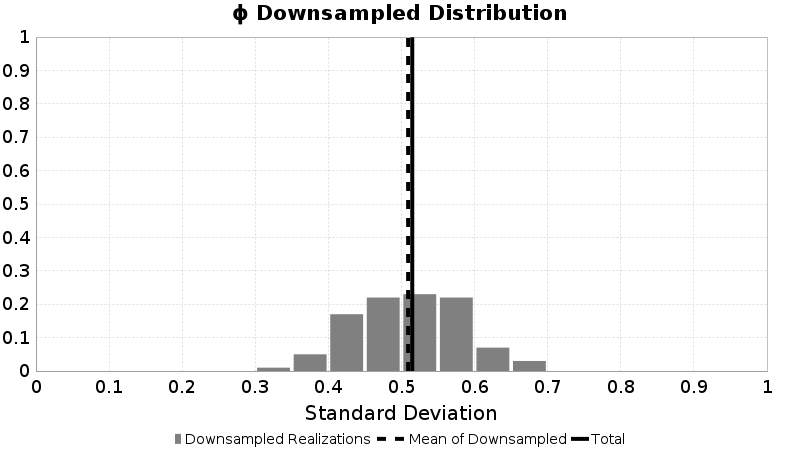 ϕ Downsampled Distribution
1
0.9
0.8
0.7
0.6
0.5
0.4
0.3
0.2
0.1
0
0 0.1 0.2 0.3 0.4 0.5 0.6 0.7 0.8 0.9 1
Standard Deviation
Downsampled Realizations Mean of Downsampled Total